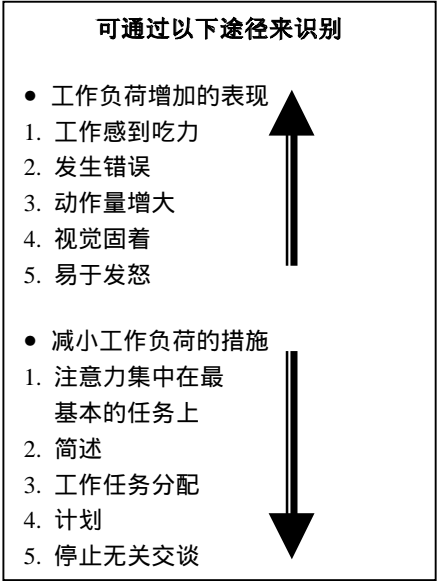 可通过以下途径来识别
● 工作负荷增加的表现
1. 工作感到吃力
2. 发生错误
3. 动作量增大
4. 视觉固着
5. 易于发怒
● 减小工作负荷的措施
1. 注意力集中在最
基本的任务上
2. 简述
3. 工作任务分配
4. 计划
5. 停止无关交谈